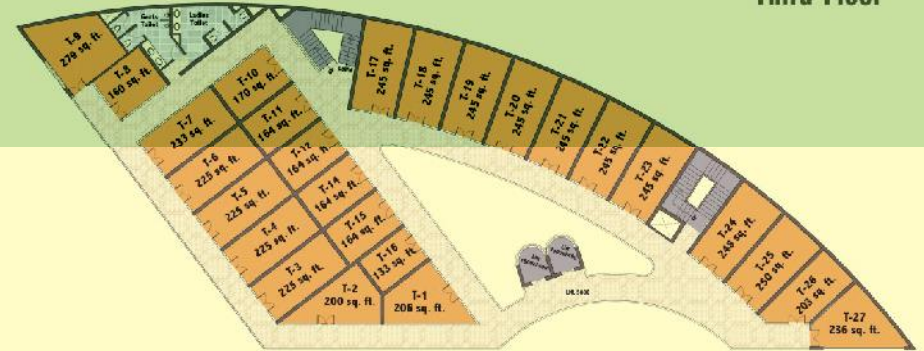 Third Floor
T-9
279 sq. ft.
Gents
Toilet
Ladies
Toilet
T-8
160 sq. ft.
T-7
233 sq. ft.
T-6
225 sq. ft.
T-5
225 sq. ft.
T-4
225 sq. ft.
T-3
225 sq. ft.
T-2
200 sq. ft.
T-1
206 sq. ft.
T-10
170 sq. ft.
T-11
164 sq. ft.
T-12
164 sq. ft.
T-14
164 sq. ft.
T-15
164 sq. ft.
T-16
133 sq. ft.
T-17
245 sq. ft.
T-18
245 sq. ft.
T-19
245 sq. ft.
T-20
245 sq. ft.
T-21
245 sq. ft.
T-22
245 sq. ft.
T-23
245 sq. ft.
T-24
245 sq. ft.
T-25
250 sq. ft.
T-26
203 sq. ft.
T-27
236 sq. ft.